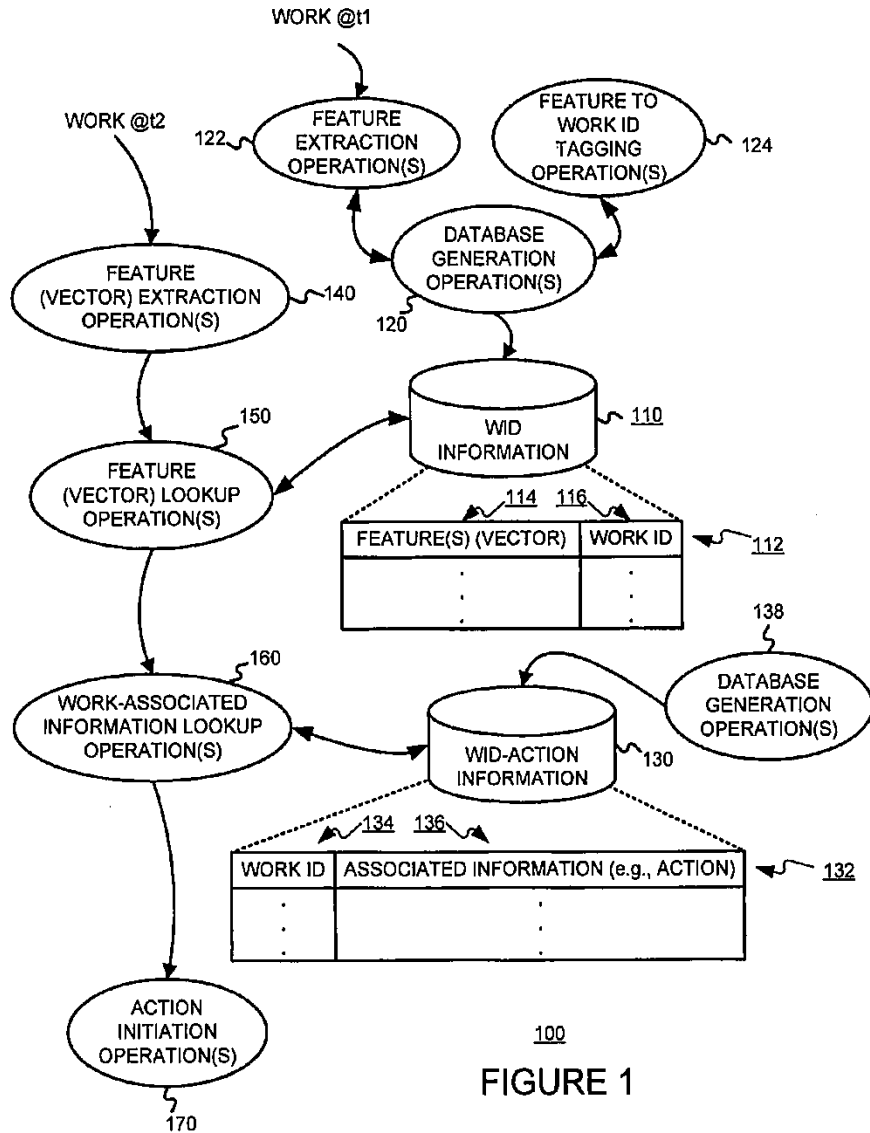 WORK @t1
WORK @t2
122
FEATURE
EXTRACTION
OPERATION(S)
FEATURE TO
WORK ID
TAGGING
OPERATION(S)
124
DATABASE
GENERATION
OPERATION(S)
120
FEATURE
(VECTOR) EXTRACTION
OPERATION(S)
140
150
FEATURE
(VECTOR) LOOKUP
OPERATION(S)
WID
INFORMATION
110
114
116
FEATURE(S) (VECTOR)
WORK ID
112
138
DATABASE
GENERATION
OPERATION(S)
160
WORK-ASSOCIATED
INFORMATION LOOKUP
OPERATION(S)
WID-ACTION
INFORMATION
130
134
136
WORK ID
ASSOCIATED INFORMATION (e.g., ACTION)
132
ACTION
INITIATION
OPERATION(S)
170
100
FIGURE 1